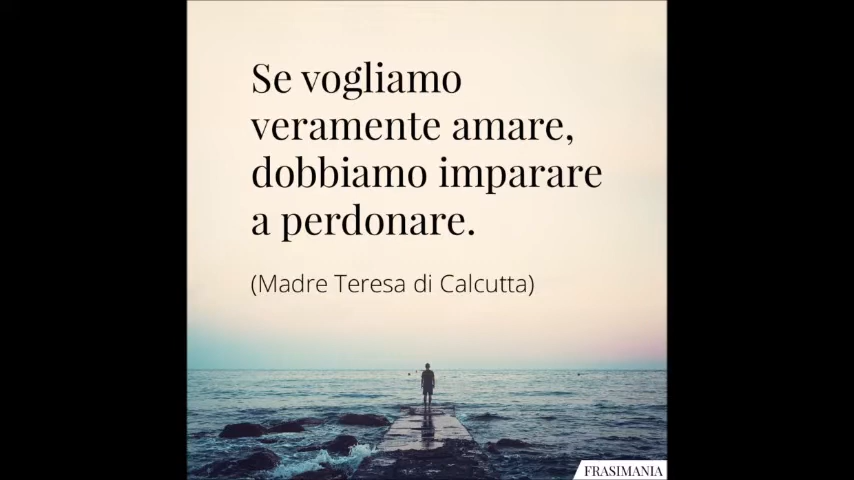 Se vogliamo
veramente amare,
dobbiamo imparare
a perdonare.
(Madre Teresa di Calcutta)
FRASIMANIA